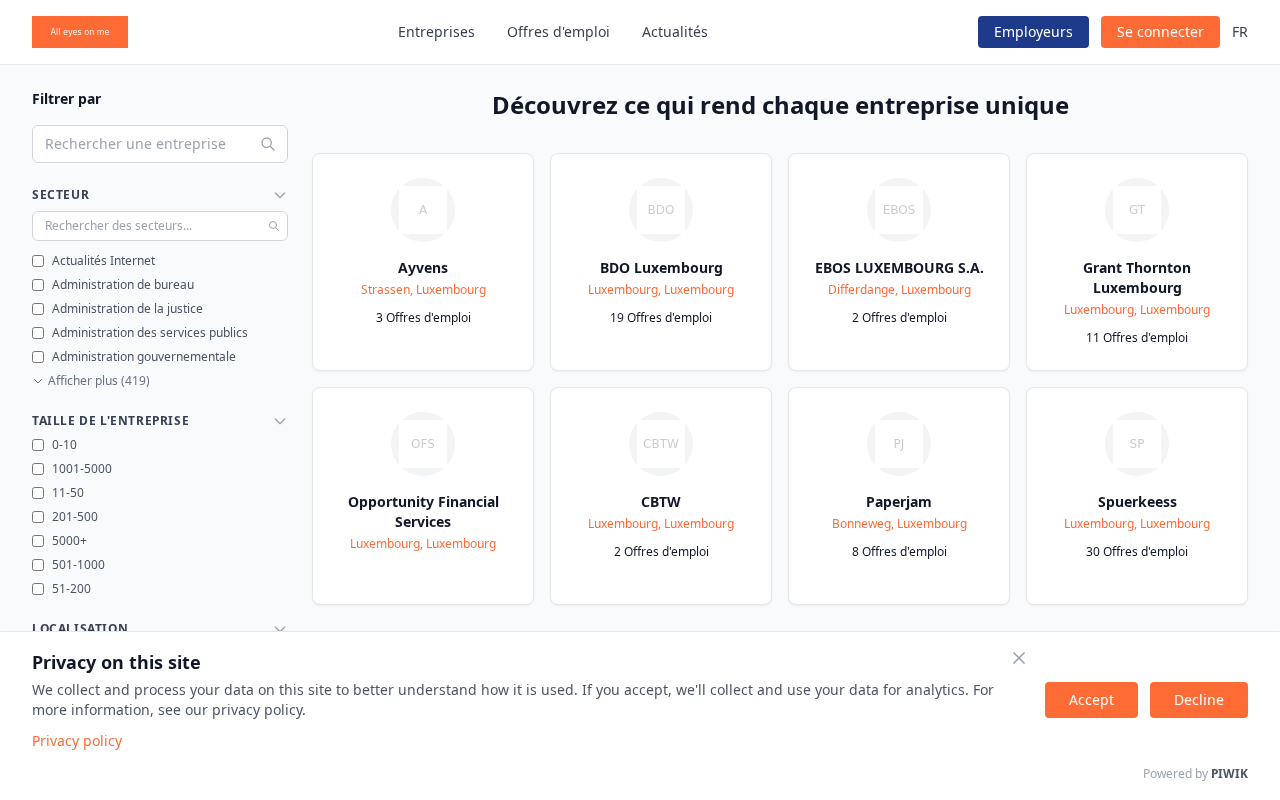 All eyes on me
Entreprises
Offres d'emploi
Actualités
Employeurs
Se connecter
FR
Filtrer par
Rechercher une entreprise
SECTEUR
Rechercher des secteurs...
Actualités Internet
Administration de bureau
Administration de la justice
Administration des services publics
Administration gouvernementale
Afficher plus (419)
TAILLE DE L'ENTREPRISE
0-10
1001-5000
11-50
201-500
5000+
501-1000
51-200
LOCALISATION
Découvrez ce qui rend chaque entreprise unique
A
Ayvens
Strassen, Luxembourg
3 Offres d'emploi
BDO
BDO Luxembourg
Luxembourg, Luxembourg
19 Offres d'emploi
EBOS
EBOS LUXEMBOURG S.A.
Differdange, Luxembourg
2 Offres d'emploi
GT
Grant Thornton
Luxembourg
Luxembourg, Luxembourg
11 Offres d'emploi
OFS
Opportunity Financial
Services
Luxembourg, Luxembourg
CBTW
CBTW
Luxembourg, Luxembourg
2 Offres d'emploi
PJ
Paperjam
Bonneweg, Luxembourg
8 Offres d'emploi
SP
Spuerkeess
Luxembourg, Luxembourg
30 Offres d'emploi
Privacy on this site
We collect and process your data on this site to better understand how it is used. If you accept, we'll collect and use your data for analytics. For
more information, see our privacy policy.
Privacy policy
Accept
Decline
Powered by PIWIK